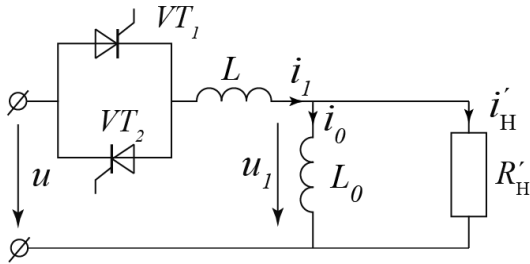 VT₁
L
i₁
i₀
i′н
VT₂
u
u₁
L₀
R′н